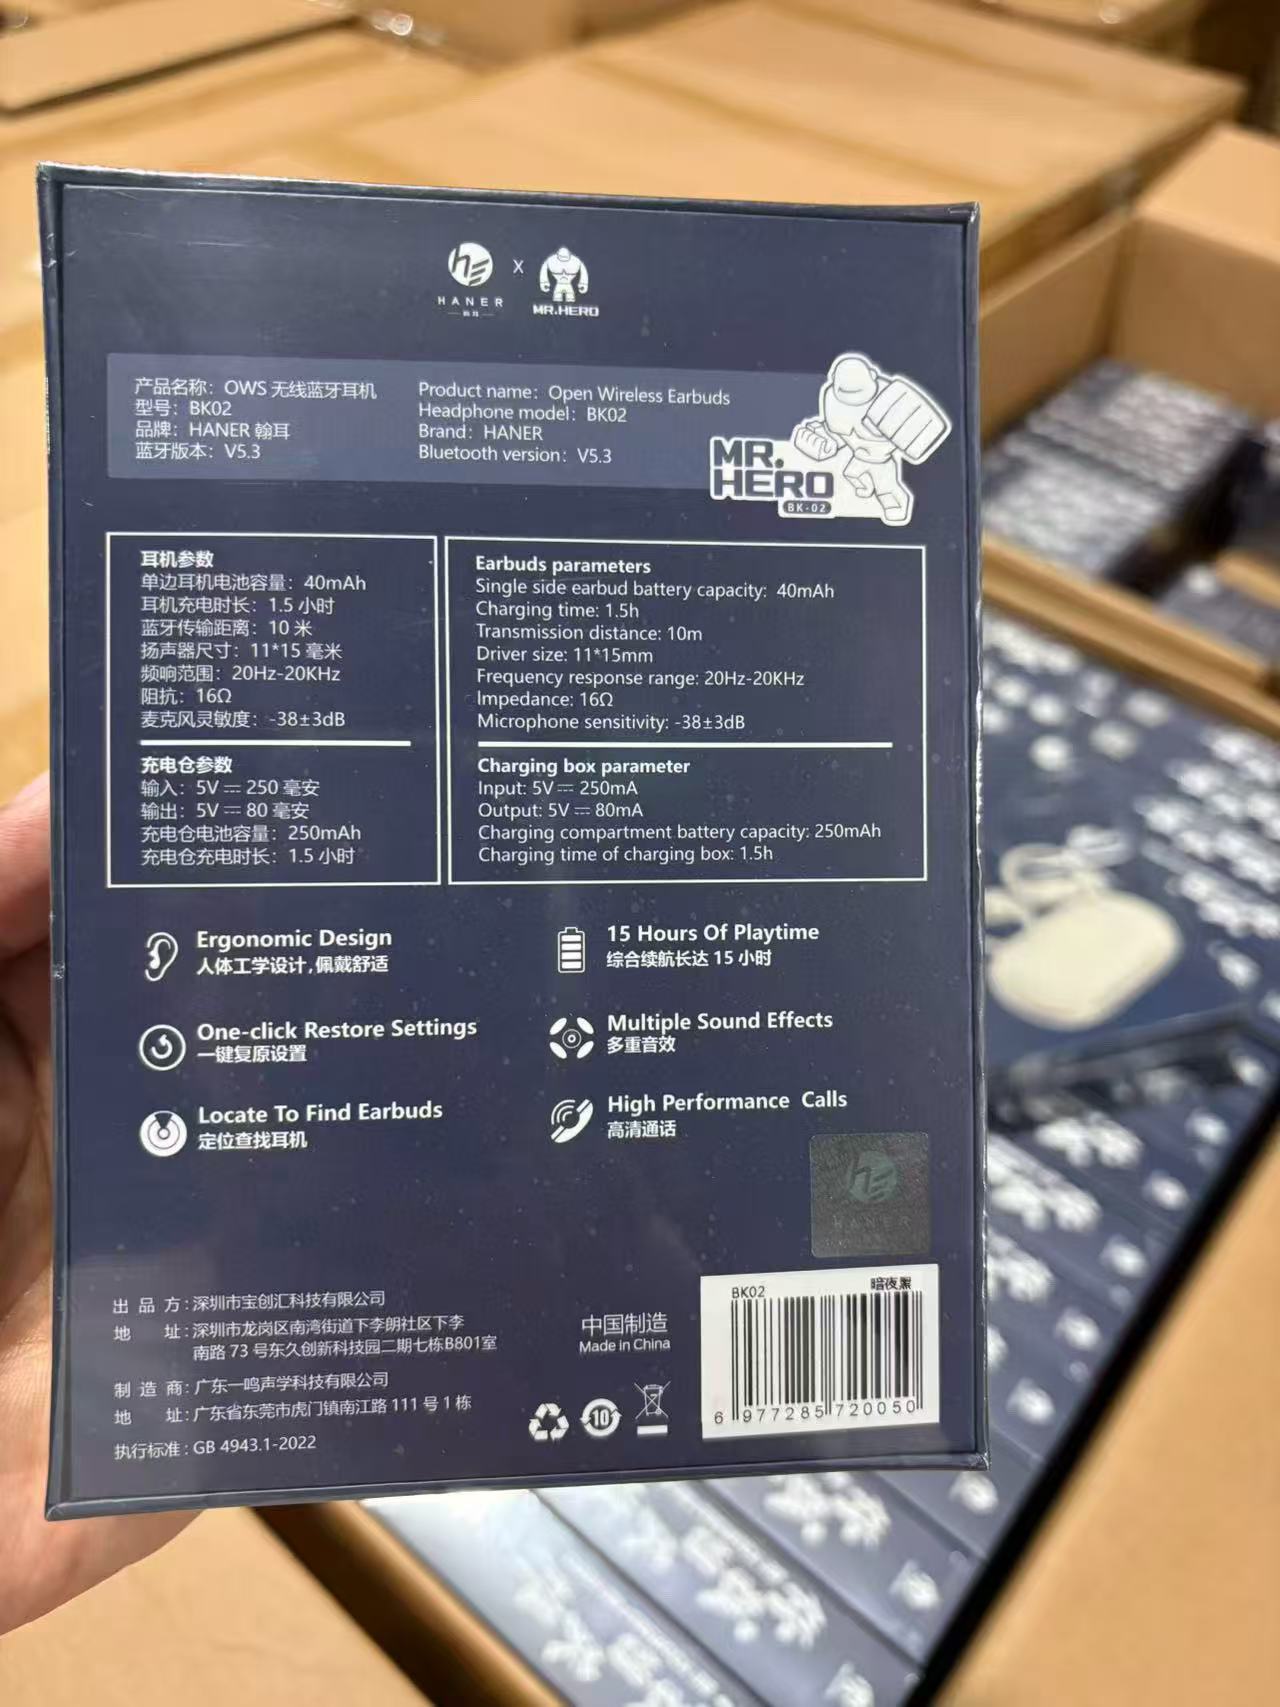 HANER
X
MR.HERO
产品名称：OWS 无线蓝牙耳机
型号：BK02
品牌：HANER 翰耳
蓝牙版本：V5.3
Product name：Open Wireless Earbuds
Headphone model：BK02
Brand：HANER
Bluetooth version：V5.3
MR.
HERO
BK-02
耳机参数
单边耳机电池容量：40mAh
耳机充电时长：1.5 小时
蓝牙传输距离：10 米
扬声器尺寸：11*15 毫米
频响范围：20Hz-20KHz
阻抗：16Ω
麦克风灵敏度：-38±3dB
充电仓参数
输入：5V⎓250 毫安
输出：5V⎓80 毫安
充电仓电池容量：250mAh
充电仓充电时长：1.5 小时
Earbuds parameters
Single side earbud battery capacity: 40mAh
Charging time: 1.5h
Transmission distance: 10m
Driver size: 11*15mm
Frequency response range: 20Hz-20KHz
Impedance: 16Ω
Microphone sensitivity: -38±3dB
Charging box parameter
Input: 5V⎓250mA
Output: 5V⎓80mA
Charging compartment battery capacity: 250mAh
Charging time of charging box: 1.5h
Ergonomic Design
人体工学设计,佩戴舒适
15 Hours Of Playtime
综合续航长达 15 小时
One-click Restore Settings
一键复原设置
Multiple Sound Effects
多重音效
Locate To Find Earbuds
定位查找耳机
High Performance Calls
高清通话
HANER
出品方:深圳市宝创汇科技有限公司
地址:深圳市龙岗区南湾街道下李朗社区下李
南路 73 号东久创新科技园二期七栋B801室
制造商:广东一鸣声学科技有限公司
地址:广东省东莞市虎门镇南江路 111 号 1 栋
执行标准:GB 4943.1-2022
中国制造
Made in China
10
BK02
暗夜黑
6 977285 720050